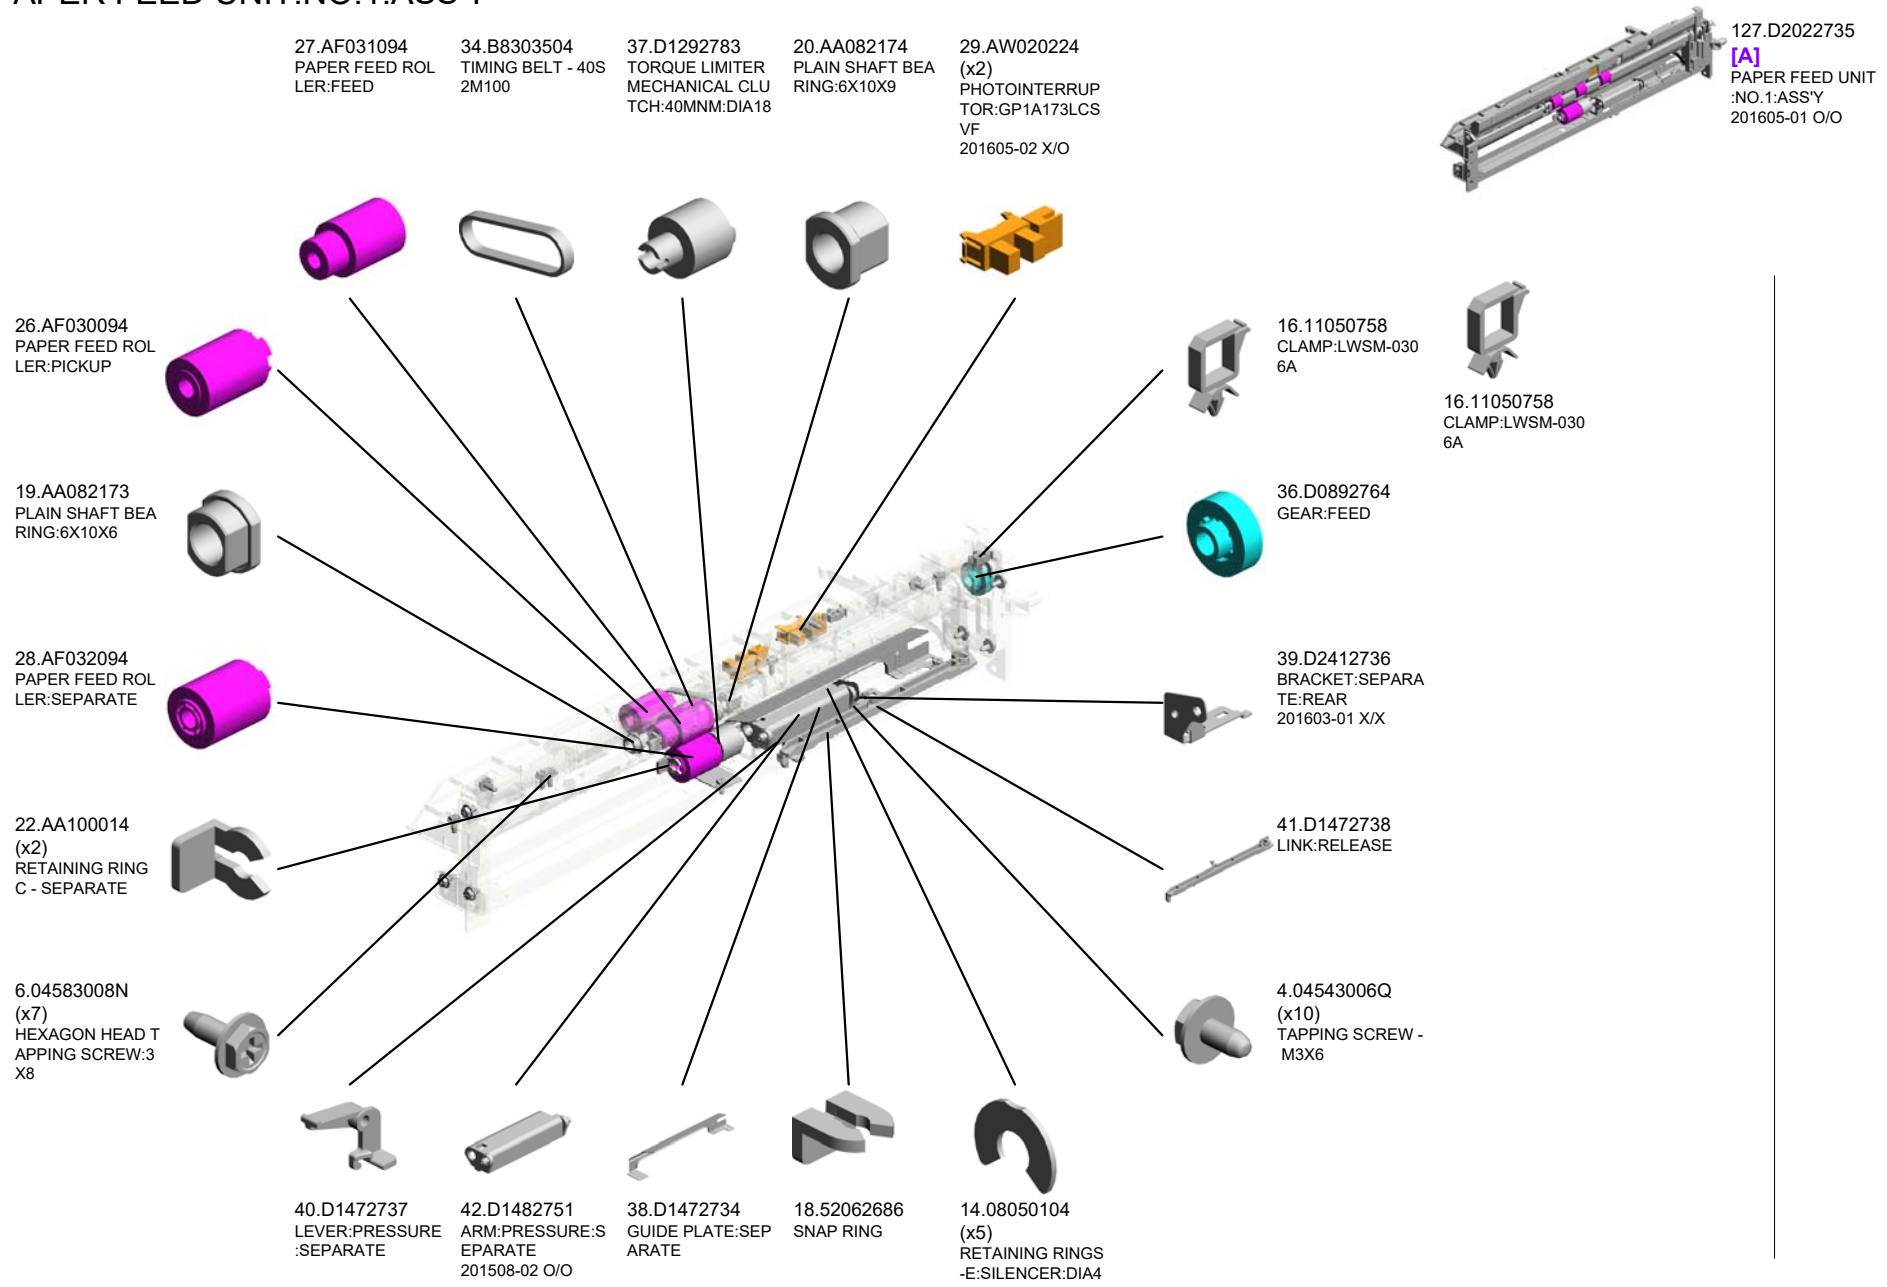 27.AF031094
PAPER FEED ROL
LER:FEED
34.B8303504
TIMING BELT - 40S
2M100
37.D1292783
TORQUE LIMITER
MECHANICAL CLU
TCH:40MNM:DIA18
20.AA082174
PLAIN SHAFT BEA
RING:6X10X9
29.AW020224
(x2)
PHOTOINTERRUP
TOR:GP1A173LCS
VF
201605-02 X/O
127.D2022735
[A]
PAPER FEED UNIT
:NO.1:ASS'Y
201605-01 O/O
26.AF030094
PAPER FEED ROL
LER:PICKUP
16.11050758
CLAMP:LWSM-030
6A
16.11050758
CLAMP:LWSM-030
6A
19.AA082173
PLAIN SHAFT BEA
RING:6X10X6
36.D0892764
GEAR:FEED
28.AF032094
PAPER FEED ROL
LER:SEPARATE
39.D2412736
BRACKET:SEPARA
TE:REAR
201603-01 X/X
22.AA100014
(x2)
RETAINING RING
C - SEPARATE
41.D1472738
LINK:RELEASE
6.04583008N
(x7)
HEXAGON HEAD T
APPING SCREW:3
X8
4.04543006Q
(x10)
TAPPING SCREW -
M3X6
40.D1472737
LEVER:PRESSURE
:SEPARATE
42.D1482751
ARM:PRESSURE:S
EPARATE
201508-02 O/O
38.D1472734
GUIDE PLATE:SEP
ARATE
18.52062686
SNAP RING
14.08050104
(x5)
RETAINING RINGS
-E:SILENCER:DIA4